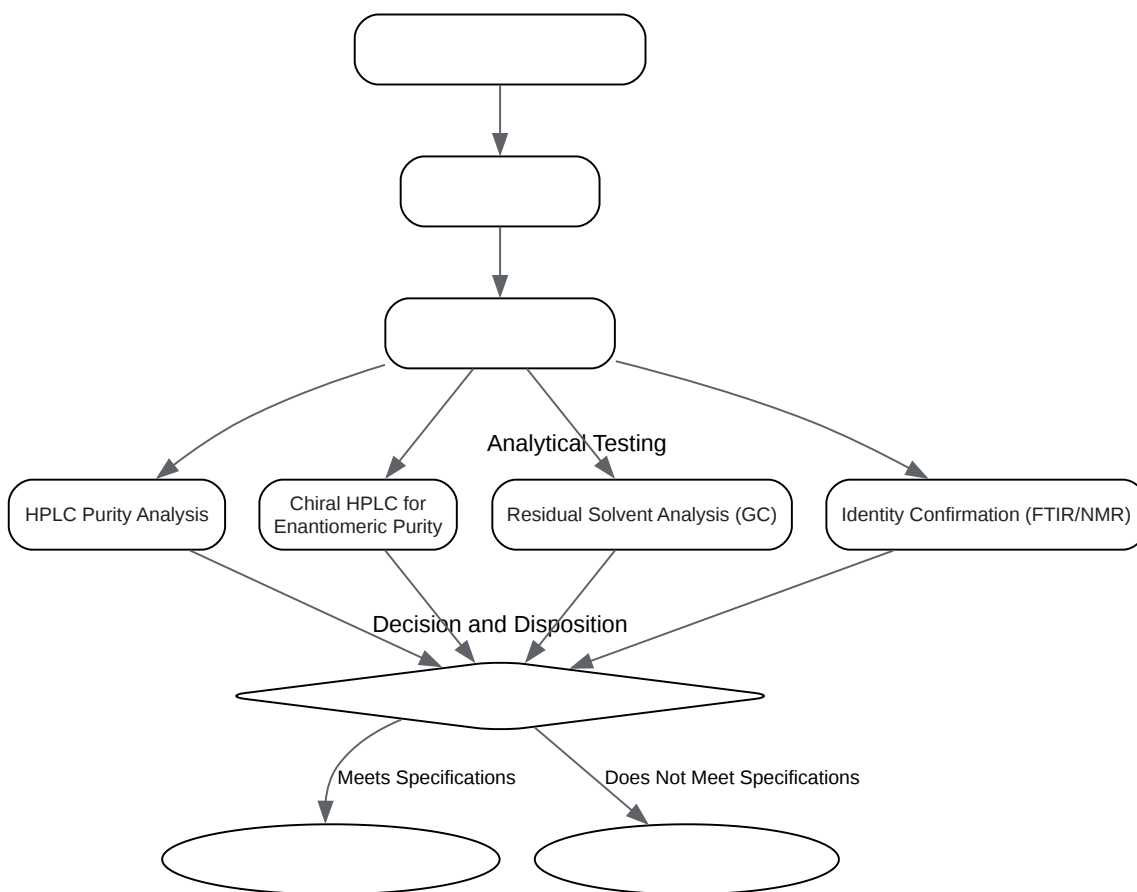 Analytical Testing
HPLC Purity Analysis
Chiral HPLC for
Enantiomeric Purity
Residual Solvent Analysis (GC)
Identity Confirmation (FTIR/NMR)
Decision and Disposition
Meets Specifications
Does Not Meet Specifications